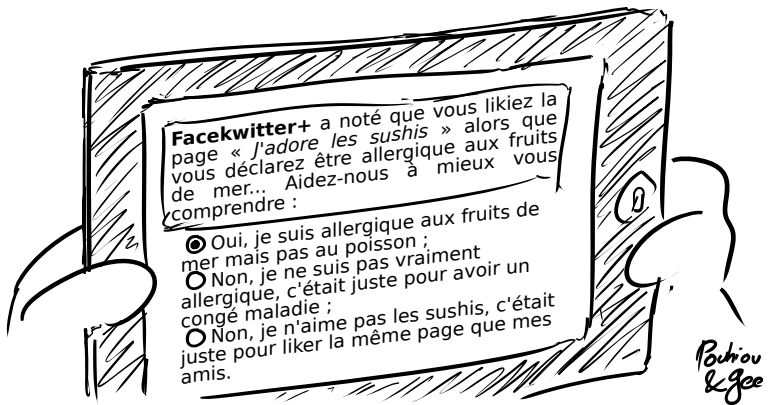 Facekwitter+ a noté que vous likiez la
page « J'adore les sushis » alors que
vous déclarez être allergique aux fruits
de mer... Aidez-nous à mieux vous
comprendre :
Oui, je suis allergique aux fruits de
mer mais pas au poisson ;
Non, je ne suis pas vraiment
allergique, c'était juste pour avoir un
congé maladie ;
Non, je n'aime pas les sushis, c'était
juste pour liker la même page que mes
amis.
Pouhiou
& gee